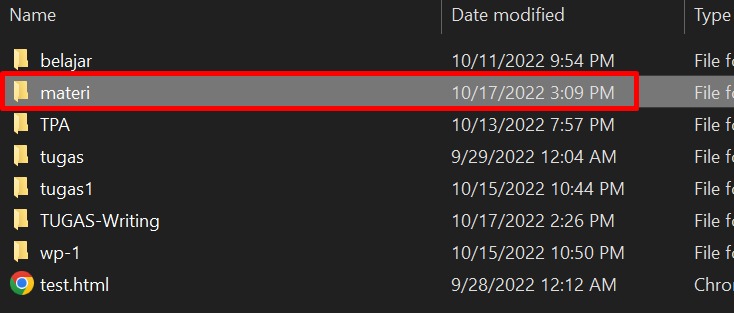 Name Date modified Type
belajar 10/11/2022 9:54 PM File fo
materi 10/17/2022 3:09 PM File fo
TPA 10/13/2022 7:57 PM File fo
tugas 9/29/2022 12:04 AM File fo
tugas1 10/15/2022 10:44 PM File fo
TUGAS-Writing 10/17/2022 2:26 PM File fo
wp-1 10/15/2022 10:50 PM File fo
test.html 9/28/2022 12:12 AM Chro